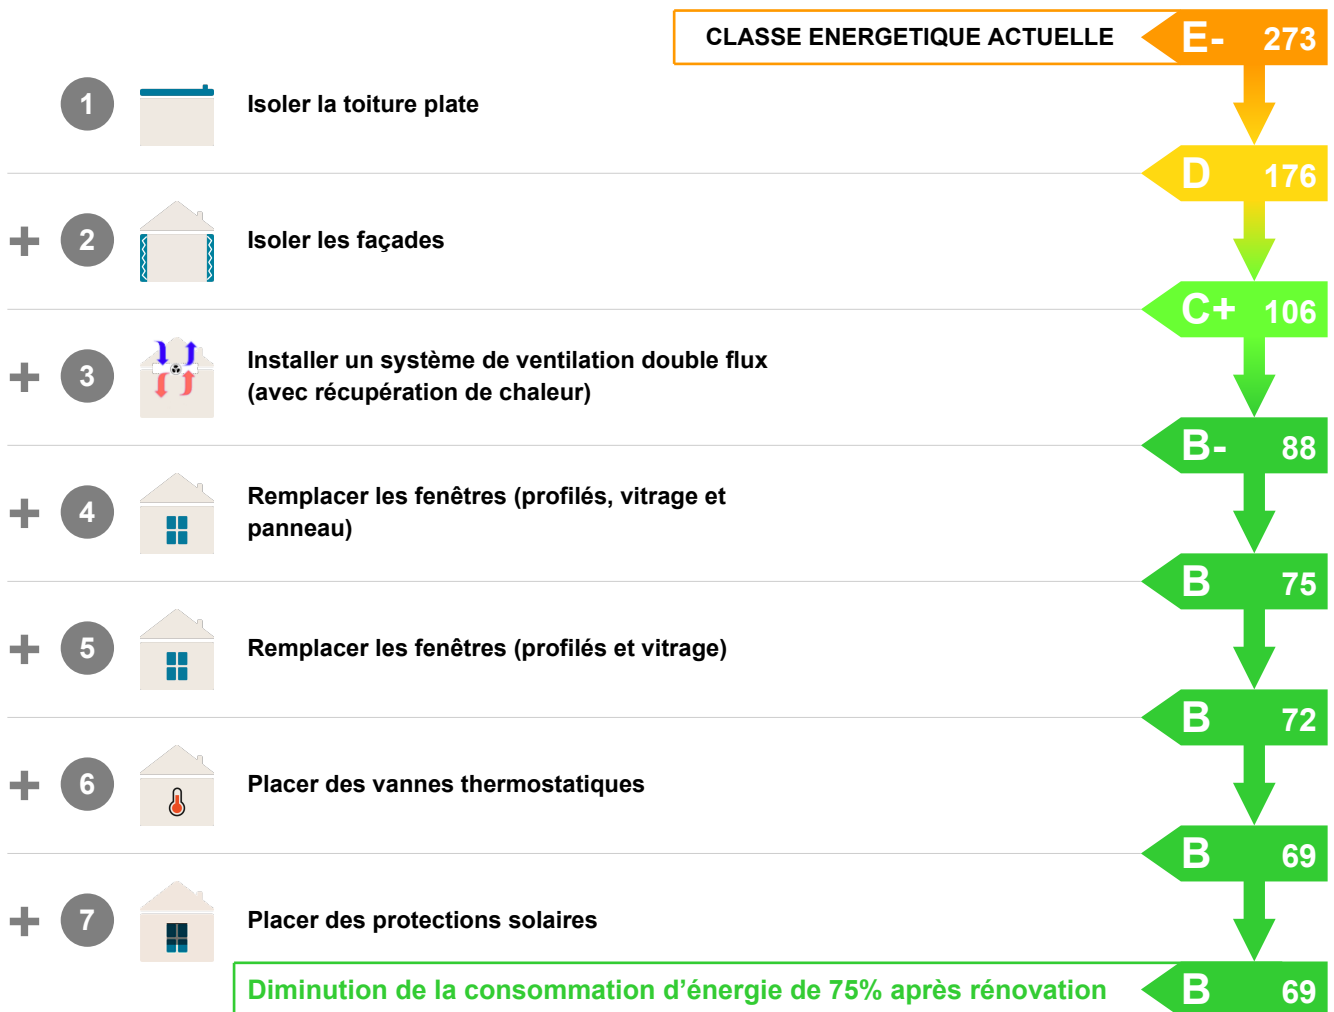 CLASSE ENERGETIQUE ACTUELLE E- 273
1 Isoler la toiture plate
D 176
+ 2 Isoler les façades
C+ 106
+ 3 Installer un système de ventilation double flux
(avec récupération de chaleur)
B- 88
+ 4 Remplacer les fenêtres (profilés, vitrage et
panneau)
B 75
+ 5 Remplacer les fenêtres (profilés et vitrage)
B 72
+ 6 Placer des vannes thermostatiques
B 69
+ 7 Placer des protections solaires
Diminution de la consommation d’énergie de 75% après rénovation B 69